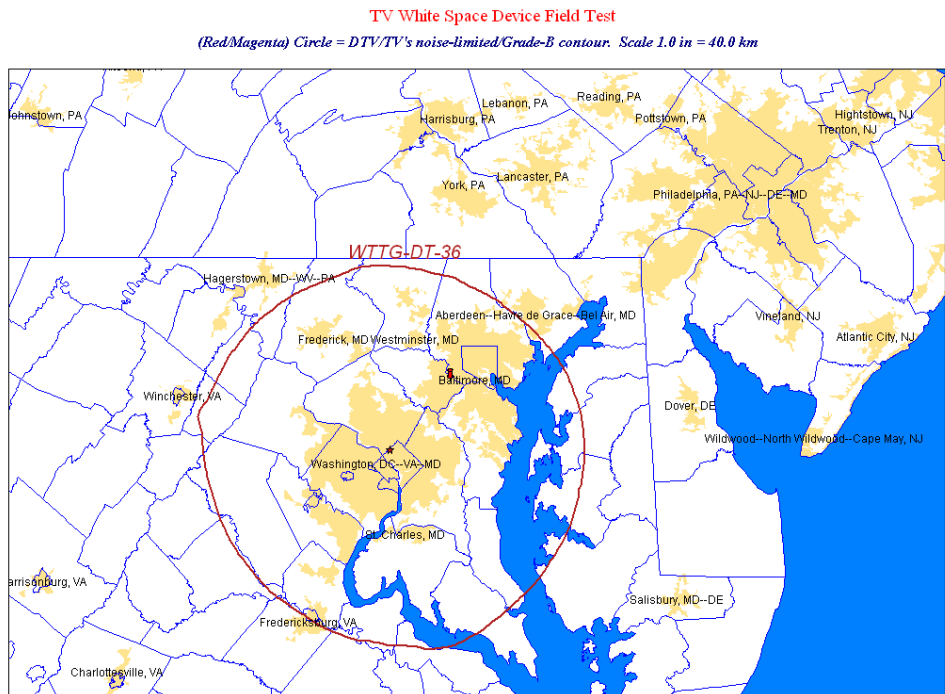 TV White Space Device Field Test
(Red/Magenta) Circle = DTV/TV's noise-limited/Grade-B contour. Scale 1.0 in = 40.0 km
Lebanon, PA
Reading, PA
Johnstown, PA
Harrisburg, PA
Pottstown, PA
Hightstown, NJ
Trenton, NJ
York, PA
Lancaster, PA
Philadelphia, PA--NJ--DE--MD
WTTG-DT-36
Hagerstown, MD--WV--PA
Aberdeen--Havre de Grace--Bel Air, MD
Vineland, NJ
Frederick, MD
Westminster, MD
Atlantic City, NJ
Baltimore, MD
Winchester, VA
Dover, DE
Wildwood--North Wildwood--Cape May, NJ
Washington, DC--VA--MD
St. Charles, MD
arrisonburg, VA
Salisbury, MD--DE
Fredericksburg, VA
Charlottesville, VA